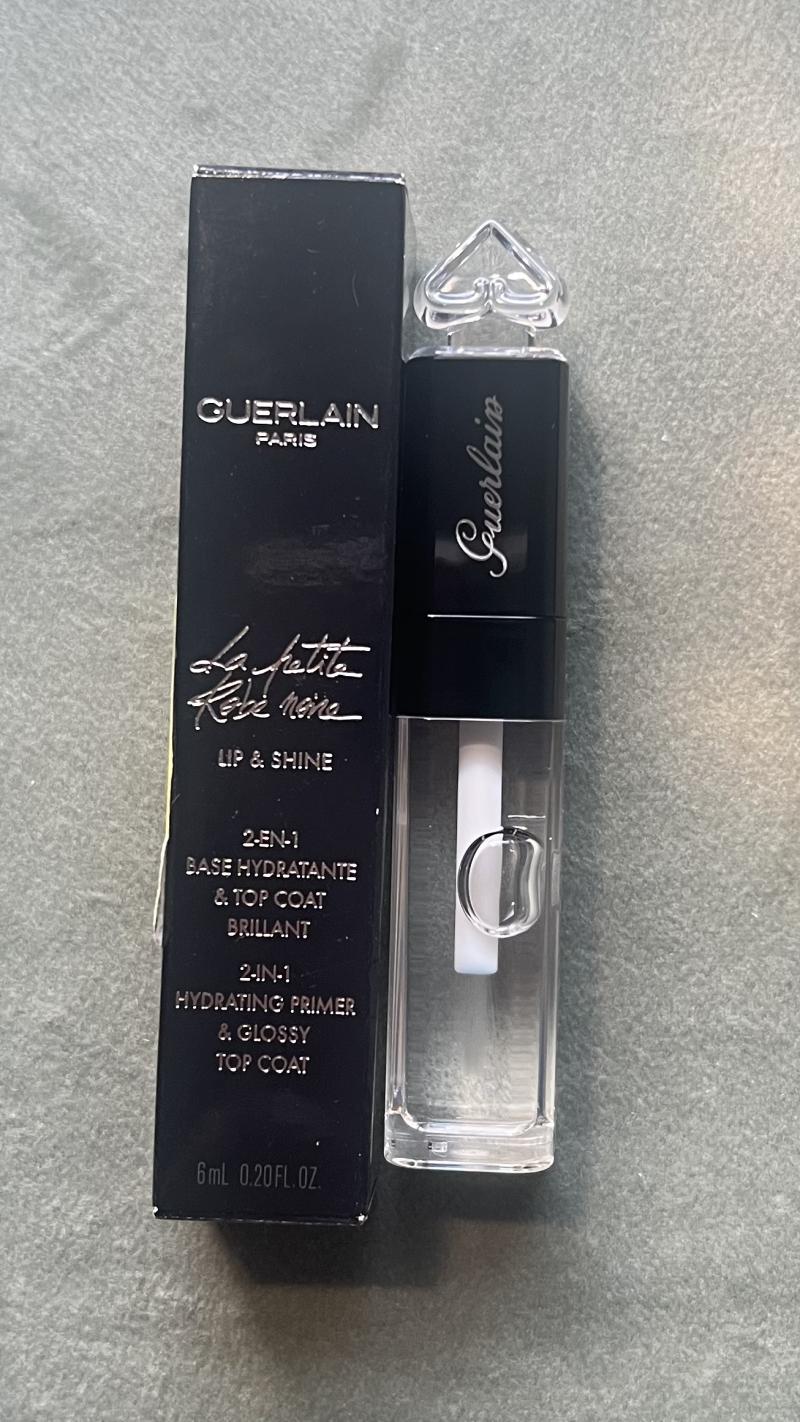 GUERLAIN
PARIS
La petite
Robe noire
LIP & SHINE
2-EN-1
BASE HYDRATANTE
& TOP COAT
BRILLANT
2-IN-1
HYDRATING PRIMER
& GLOSSY
TOP COAT
6mL 0.20FL.OZ.
Guerlain